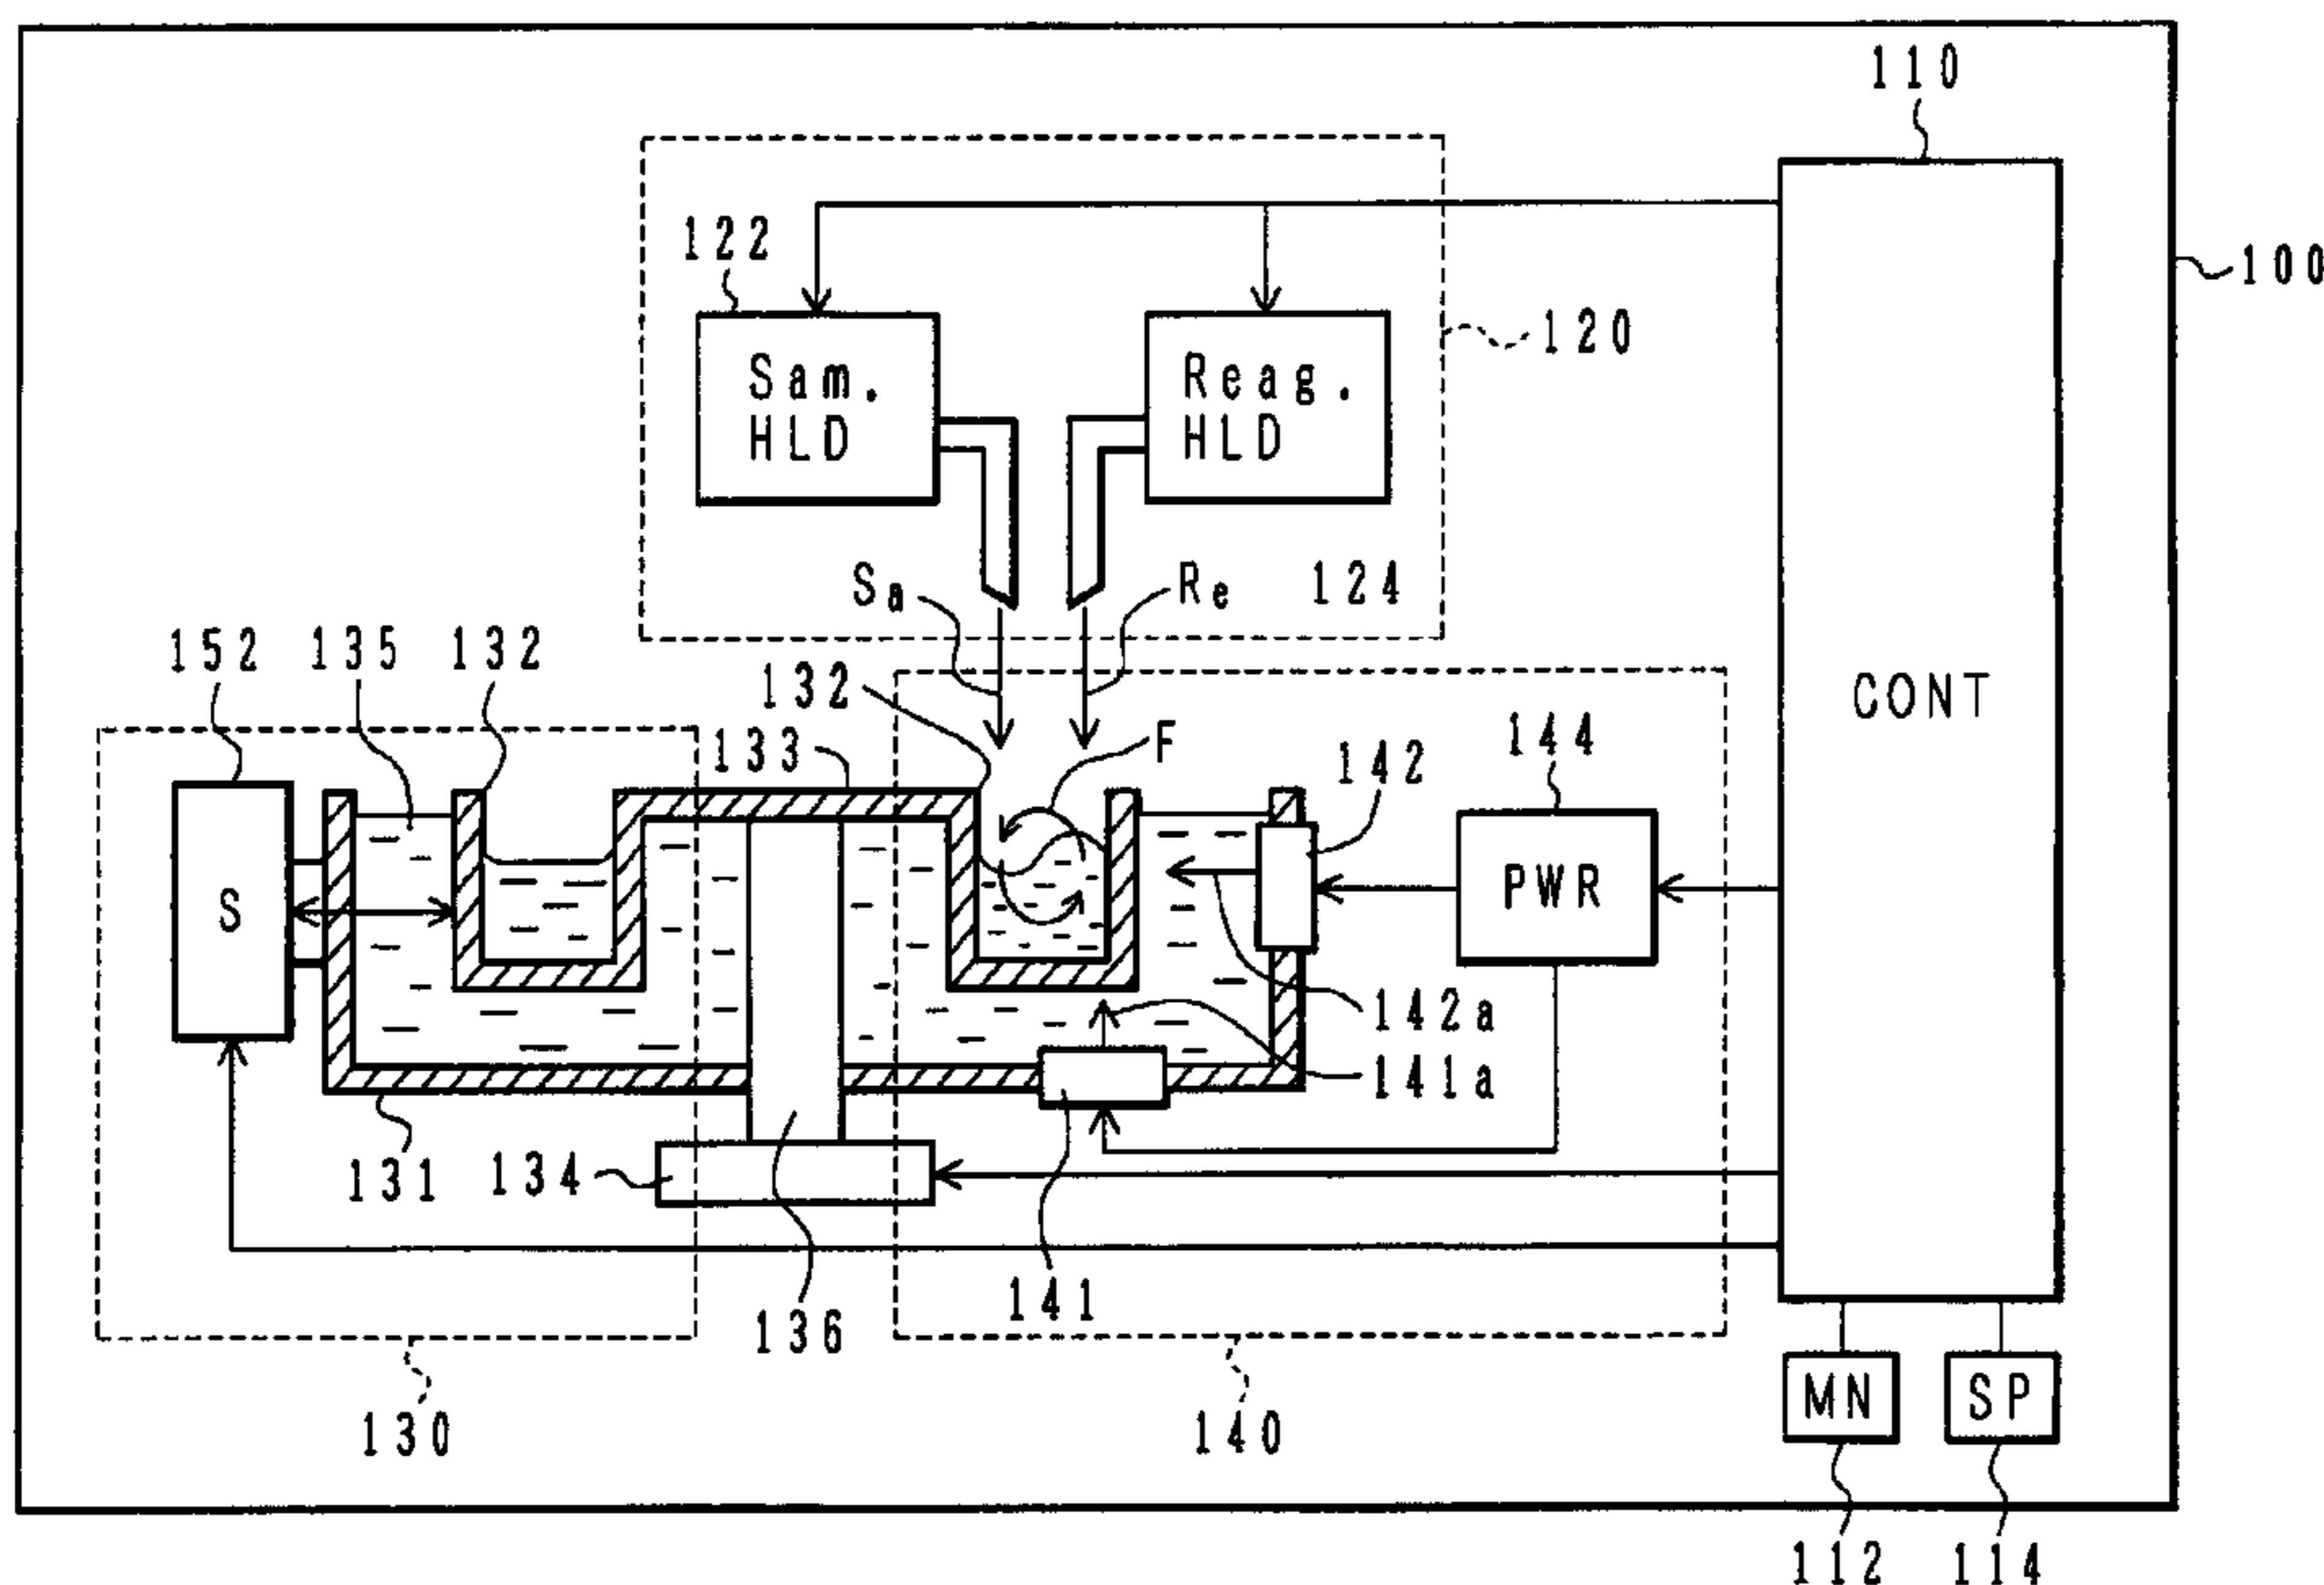 110
122
100
120
Sam.
HLD
Reag.
HLD
Sa
Re
124
152
135
132
132
CONT
133
F
142
144
S
PWR
142a
141a
131
134
141
136
130
140
MN
SP
112
114